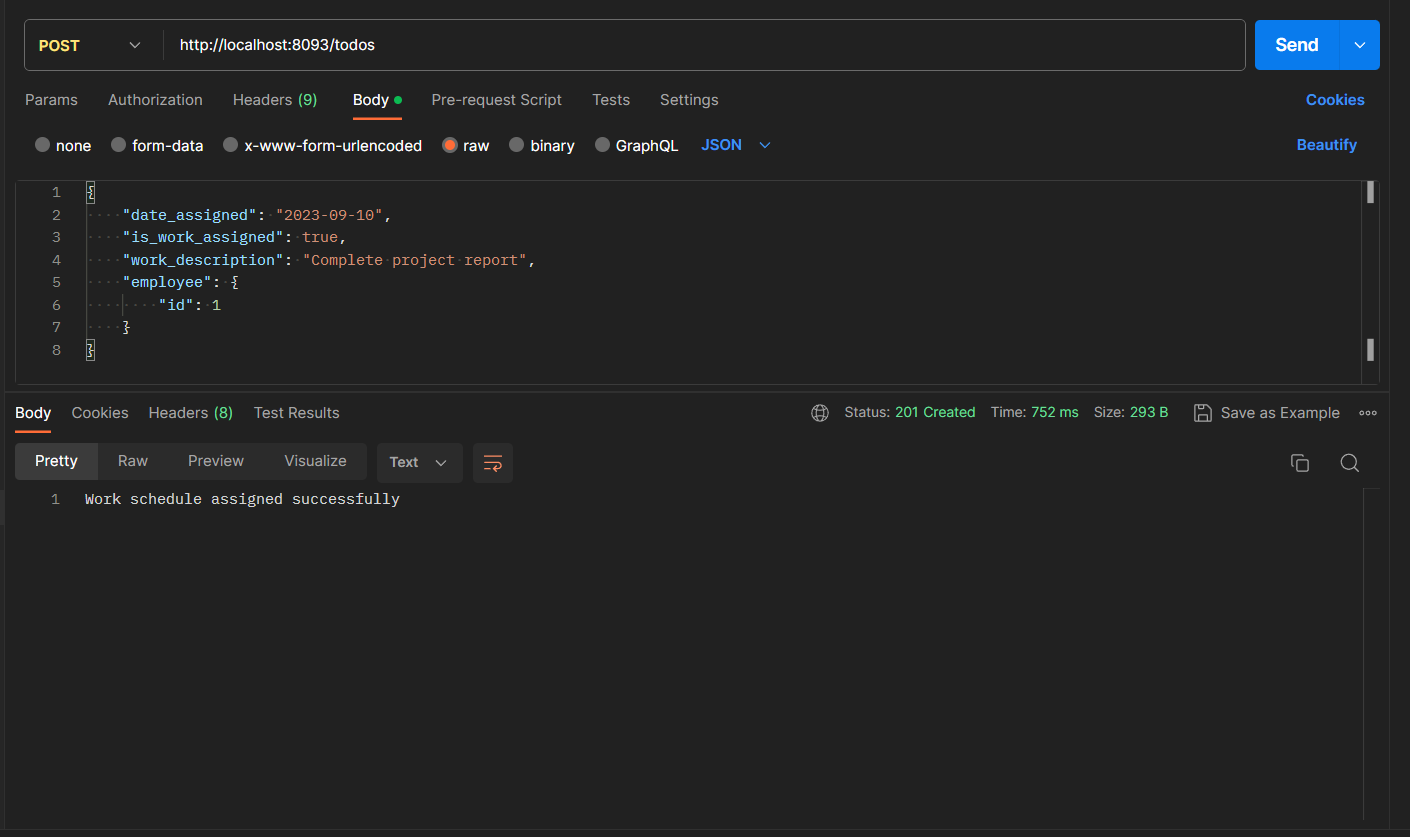 POST http://localhost:8093/todos Send
Params Authorization Headers (9) Body Pre-request Script Tests Settings Cookies
none form-data x-www-form-urlencoded raw binary GraphQL JSON Beautify
1 {
2 "date_assigned": "2023-09-10",
3 "is_work_assigned": true,
4 "work_description": "Complete project report",
5 "employee": {
6 "id": 1
7 }
8 }
Body Cookies Headers (8) Test Results Status: 201 Created Time: 752 ms Size: 293 B Save as Example
Pretty Raw Preview Visualize Text
1 Work schedule assigned successfully